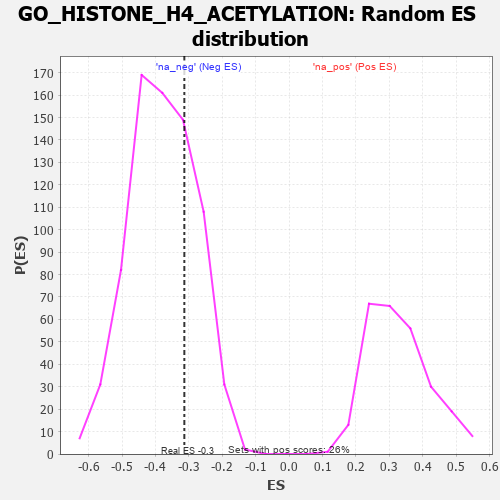 GO_HISTONE_H4_ACETYLATION: Random ES
distribution
'na_neg' (Neg ES)
'na_pos' (Pos ES)
170
160
150
140
130
120
110
100
90
80
70
60
50
40
30
20
10
0
P(ES)
Real ES -0.3
Sets with pos scores: 26%
-0.6 -0.5 -0.4 -0.3 -0.2 -0.1 0.0 0.1 0.2 0.3 0.4 0.5 0.6
ES